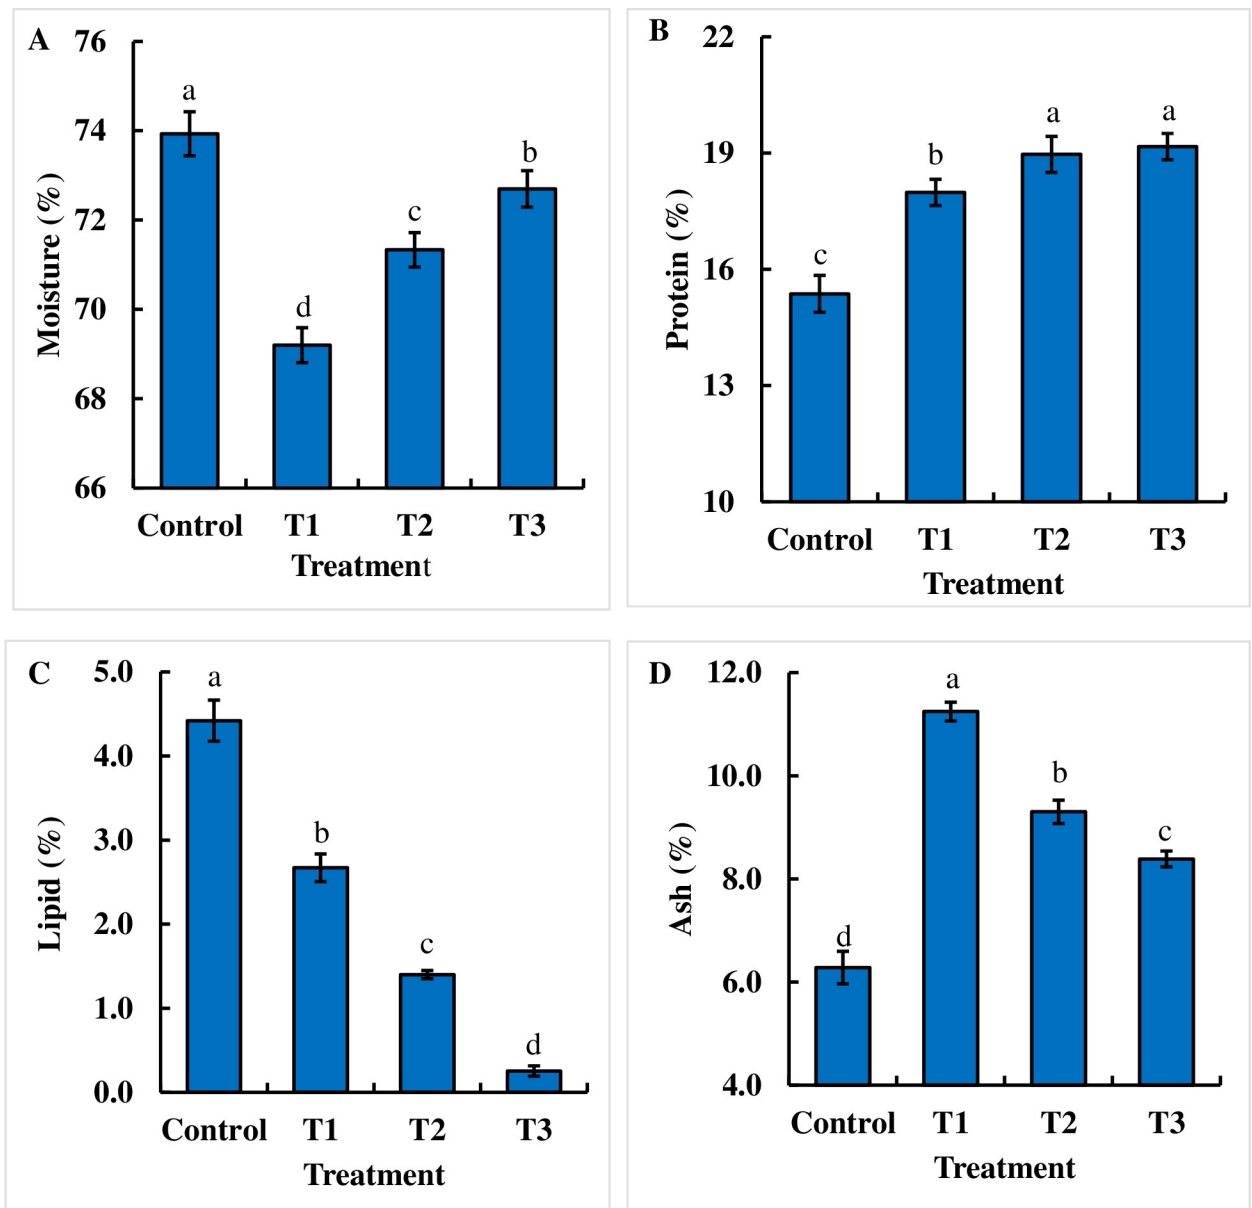 A
76
74
72
70
68
66
Moisture (%)
a
d
c
b
Control T1 T2 T3
Treatment
B
22
19
16
13
10
Protein (%)
c
b
a
a
Control T1 T2 T3
Treatment
C
5.0
4.0
3.0
2.0
1.0
0.0
Lipid (%)
a
b
c
d
Control T1 T2 T3
Treatment
D
12.0
10.0
8.0
6.0
4.0
Ash (%)
d
a
b
c
Control T1 T2 T3
Treatment